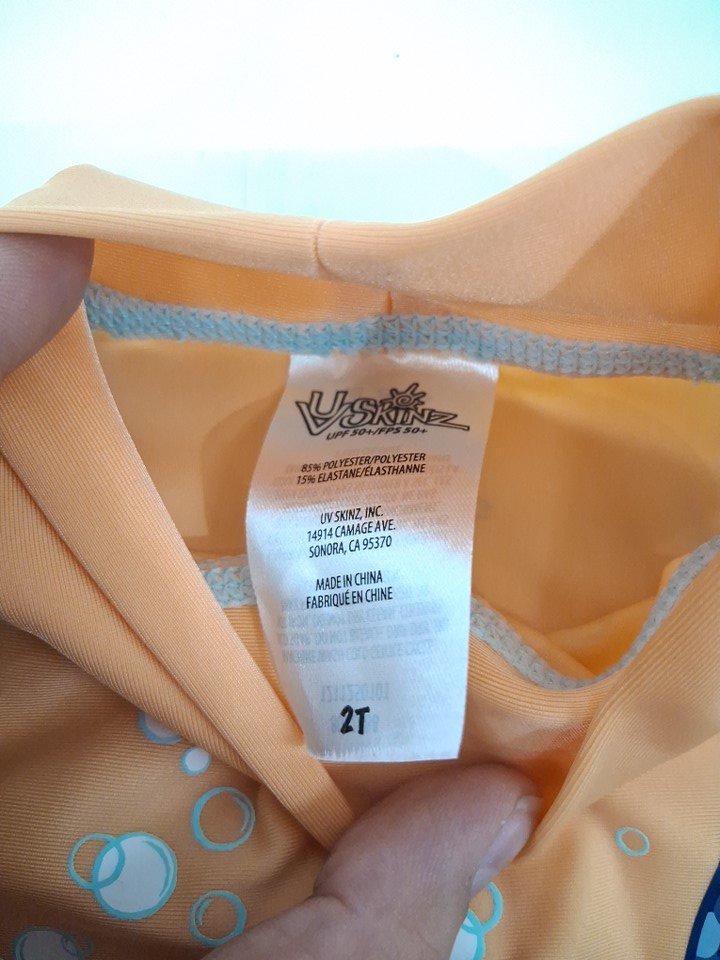 UV SKINZ
UPF 50+/FPS 50+
85% POLYESTER/POLYESTER
15% ELASTANE/ÉLASTHANNE
UV SKINZ, INC.
14914 CAMAGE AVE.
SONORA, CA 95370
MADE IN CHINA
FABRIQUÉ EN CHINE
2T